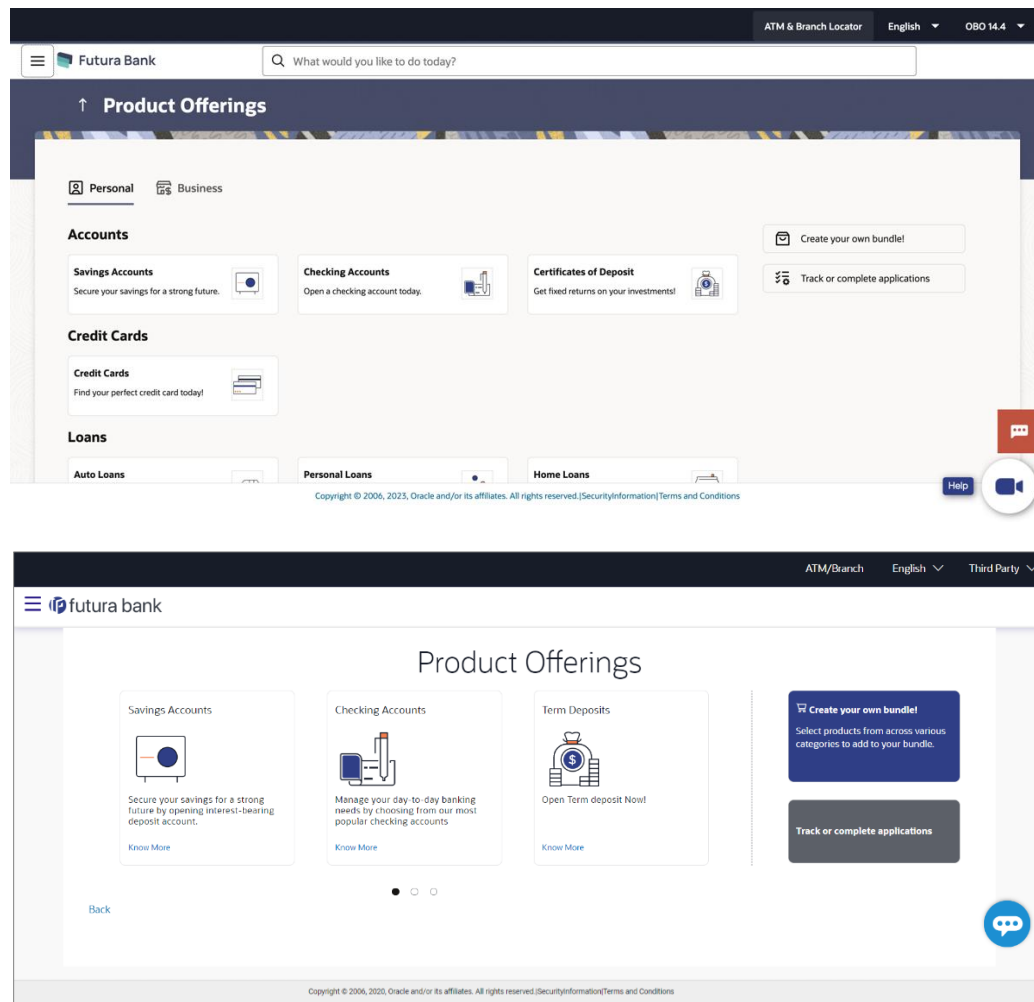 ATM & Branch Locator English OBO 14.4
Futura Bank What would you like to do today?
↑ Product Offerings
Personal Business
Accounts
Create your own bundle!
Savings Accounts Checking Accounts Certificates of Deposit
Secure your savings for a strong future. Open a checking account today. Get fixed returns on your investments!
Track or complete applications
Credit Cards
Credit Cards
Find your perfect credit card today!
Loans
Auto Loans Personal Loans Home Loans
Help
Copyright © 2006, 2023, Oracle and/or its affiliates. All rights reserved.|SecurityInformation|Terms and Conditions
ATM/Branch English Third Party
futura bank
Product Offerings
Savings Accounts
Secure your savings for a strong
future by opening interest-bearing
deposit account.
Know More
Checking Accounts
Manage your day-to-day banking
needs by choosing from our most
popular checking accounts
Know More
Term Deposits
$
Open Term deposit Now!
Know More
Create your own bundle!
Select products from across various
categories to add to your bundle.
Track or complete applications
Back
Copyright © 2006, 2020, Oracle and/or its affiliates. All rights reserved.|SecurityInformation|Terms and Conditions